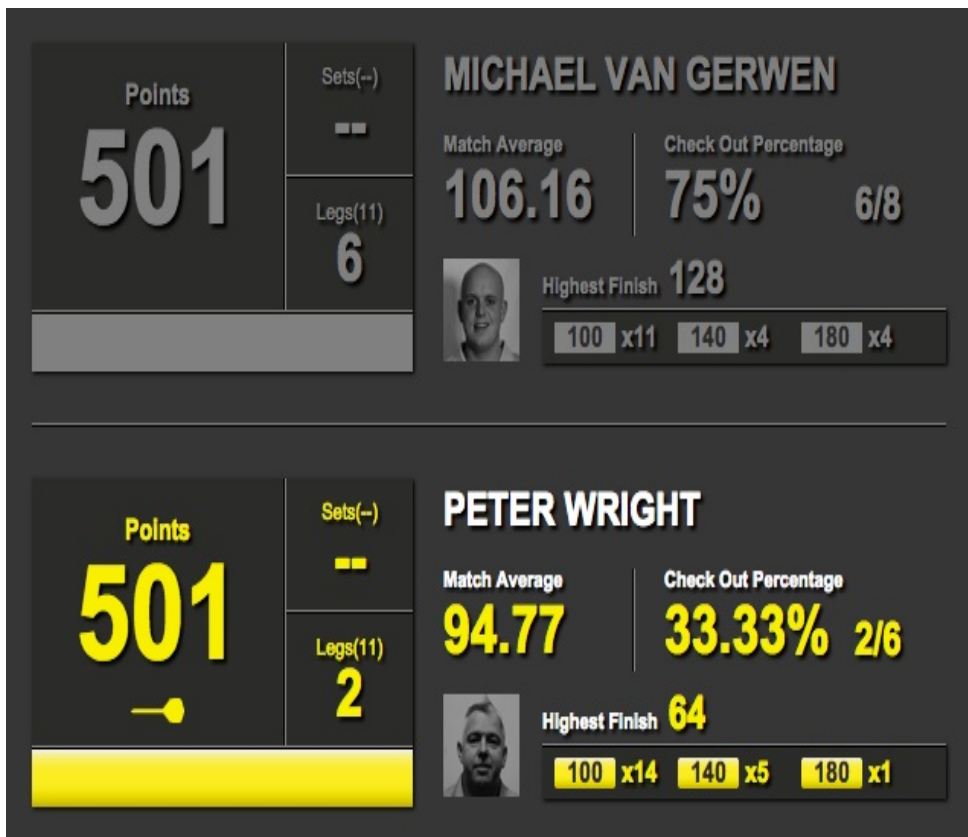 MICHAEL VAN GERWEN
Points
501
Sets(--)
--
Legs(11)
6
Match Average
106.16
Check Out Percentage
75% 6/8
Highest Finish 128
100 x11 140 x4 180 x4
PETER WRIGHT
Points
501
Sets(--)
--
Legs(11)
2
Match Average
94.77
Check Out Percentage
33.33% 2/6
Highest Finish 64
100 x14 140 x5 180 x1